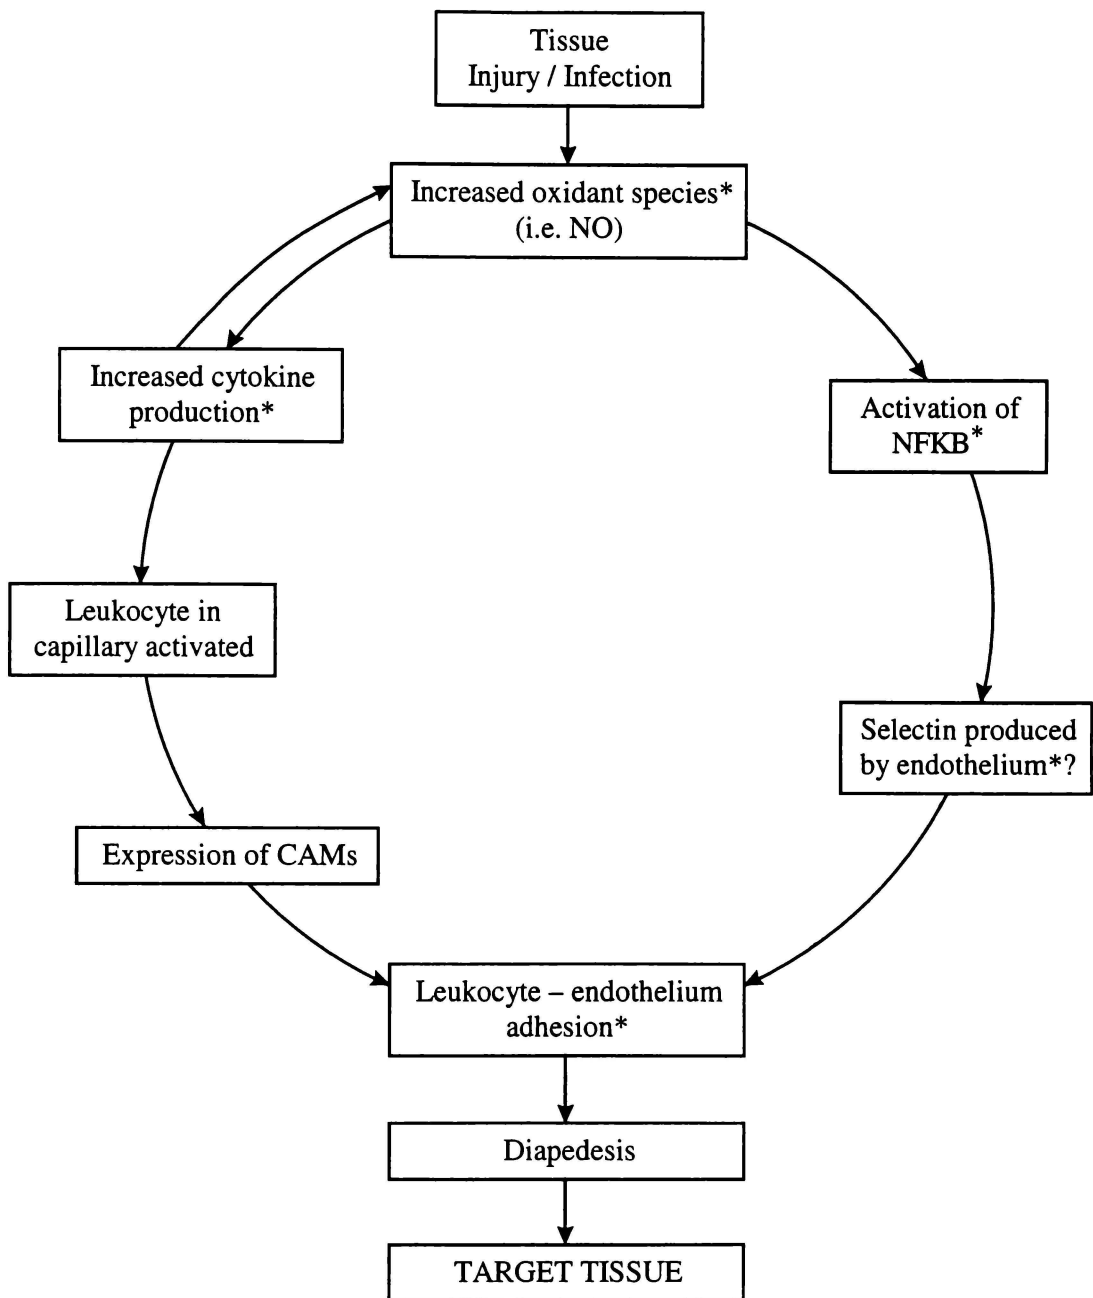 Tissue
Injury / Infection
Increased oxidant species*
(i.e. NO)
Increased cytokine
production*
Activation of
NFKB*
Leukocyte in
capillary activated
Selectin produced
by endothelium*?
Expression of CAMs
Leukocyte – endothelium
adhesion*
Diapedesis
TARGET TISSUE